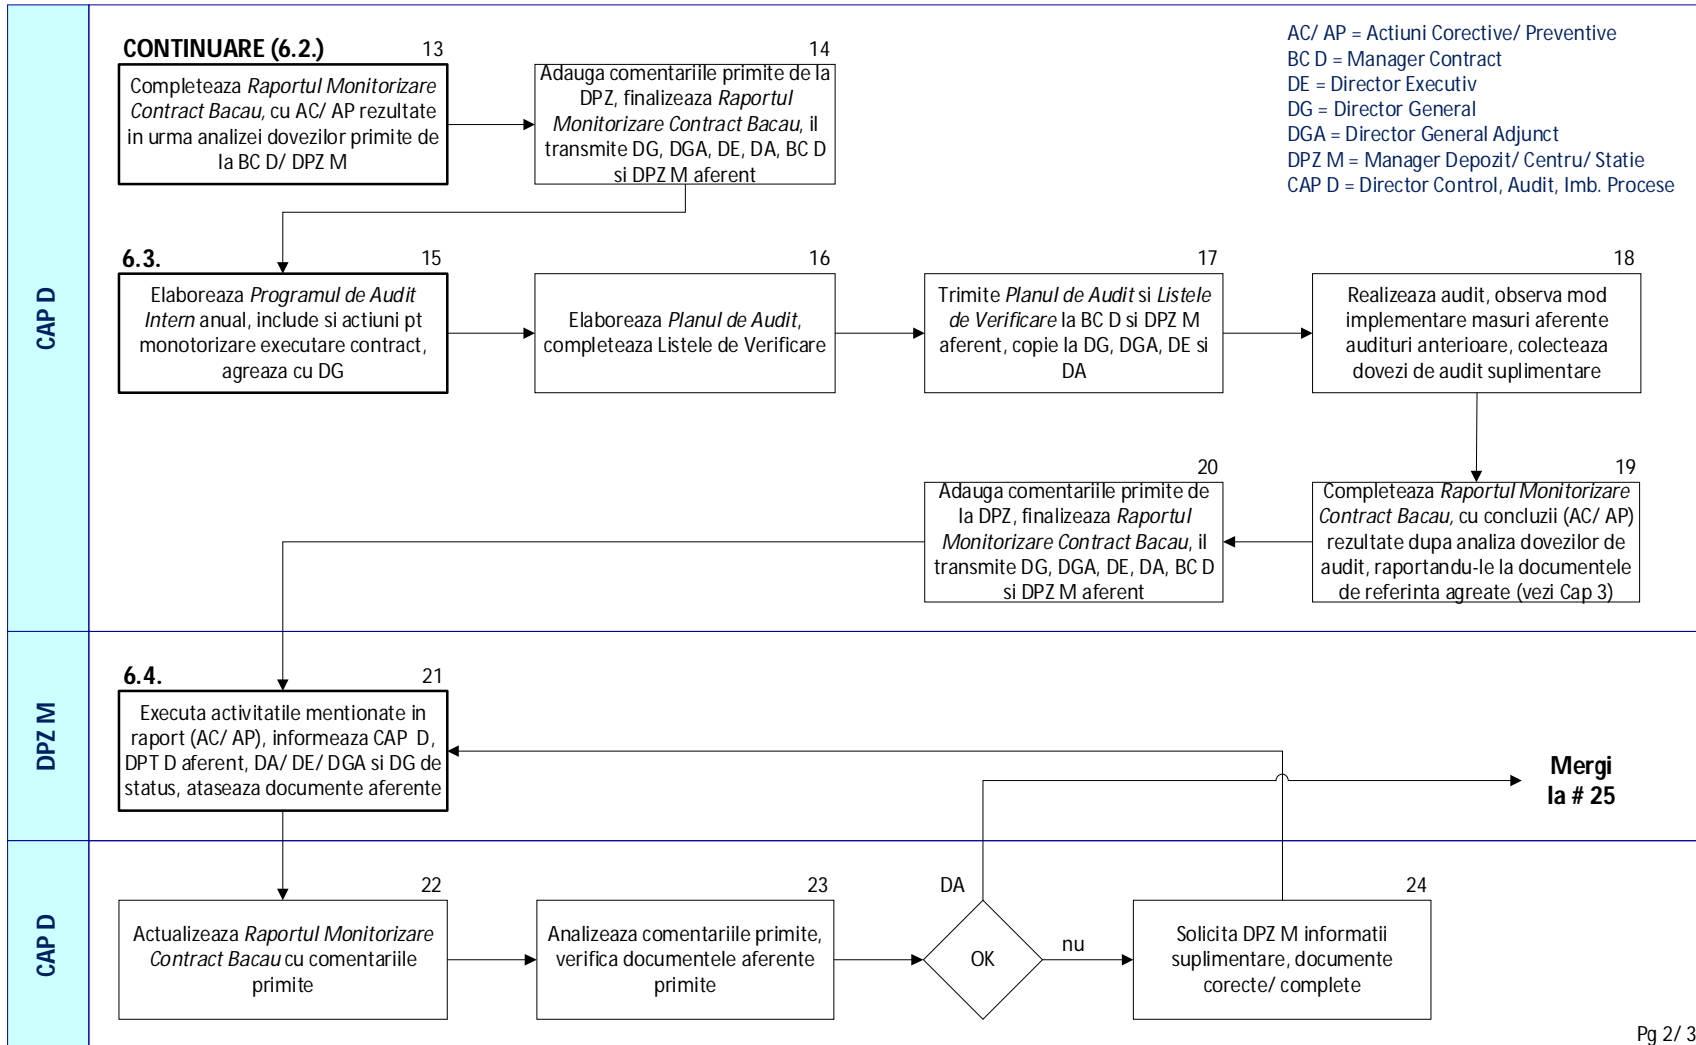 CONTINUARE (6.2.)
13
Completeaza Raportul Monitorizare
Contract Bacau, cu AC/ AP rezultate
in urma analizei dovezilor primite de
la BC D/ DPZ M
14
Adauga comentariile primite de la
DPZ, finalizeaza Raportul
Monitorizare Contract Bacau, il
transmite DG, DGA, DE, DA, BC D
si DPZ M aferent
AC/ AP = Actiuni Corective/ Preventive
BC D = Manager Contract
DE = Director Executiv
DG = Director General
DGA = Director General Adjunct
DPZ M = Manager Depozit/ Centru/ Statie
CAP D = Director Control, Audit, Imb. Procese
CAP D
6.3.
15
Elaboreaza Programul de Audit
Intern anual, include si actiuni pt
monotorizare executare contract,
agreaza cu DG
16
Elaboreaza Planul de Audit,
completeaza Listele de Verificare
17
Trimite Planul de Audit si Listele
de Verificare la BC D si DPZ M
aferent, copie la DG, DGA, DE si
DA
18
Realizeaza audit, observa mod
implementare masuri aferente
audituri anterioare, colecteaza
dovezi de audit suplimentare
19
Completeaza Raportul Monitorizare
Contract Bacau, cu concluzii (AC/ AP)
rezultate dupa analiza dovezilor de
audit, raportandu-le la documentele
de referinta agreate (vezi Cap 3)
20
Adauga comentariile primite de
la DPZ, finalizeaza Raportul
Monitorizare Contract Bacau, il
transmite DG, DGA, DE, DA, BC D
si DPZ M aferent
DPZ M
6.4.
21
Executa activitatile mentionate in
raport (AC/ AP), informeaza CAP D,
DPT D aferent, DA/ DE/ DGA si DG de
status, ataseaza documente aferente
Mergi
la # 25
CAP D
22
Actualizeaza Raportul Monitorizare
Contract Bacau cu comentariile
primite
23
Analizeaza comentariile primite,
verifica documentele aferente
primite
DA
OK
nu
24
Solicita DPZ M informatii
suplimentare, documente
corecte/ complete
Pg 2/ 3